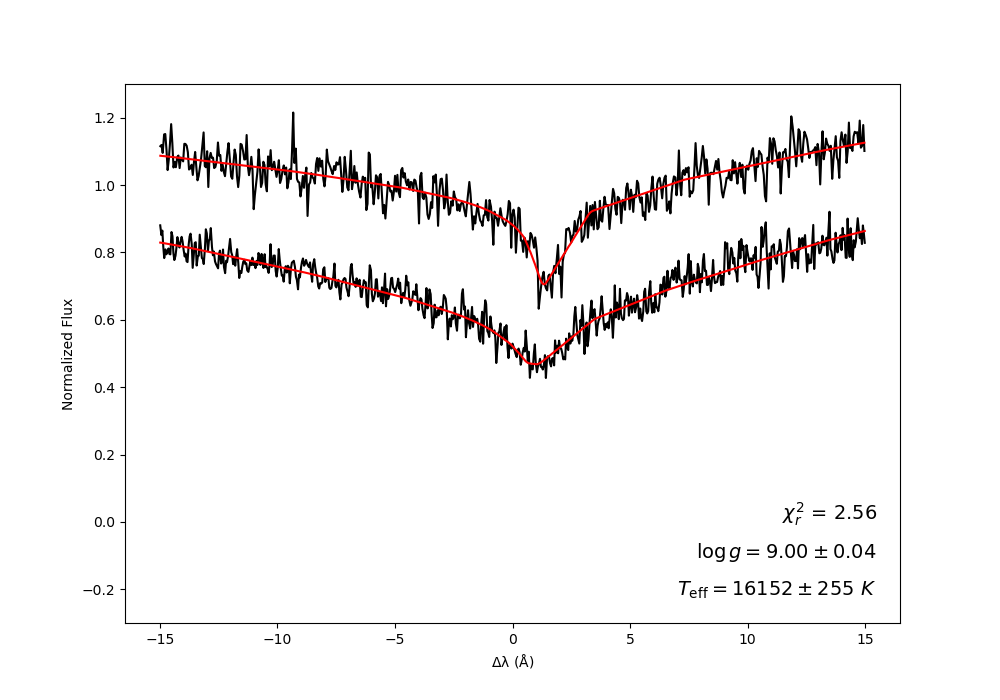 1.2
1.0
0.8
0.6
0.4
0.2
0.0
−0.2
Normalized Flux
χ²ᵣ = 2.56
log g = 9.00 ± 0.04
T_eff = 16152 ± 255 K
−15 −10 −5 0 5 10 15
Δλ (Å)